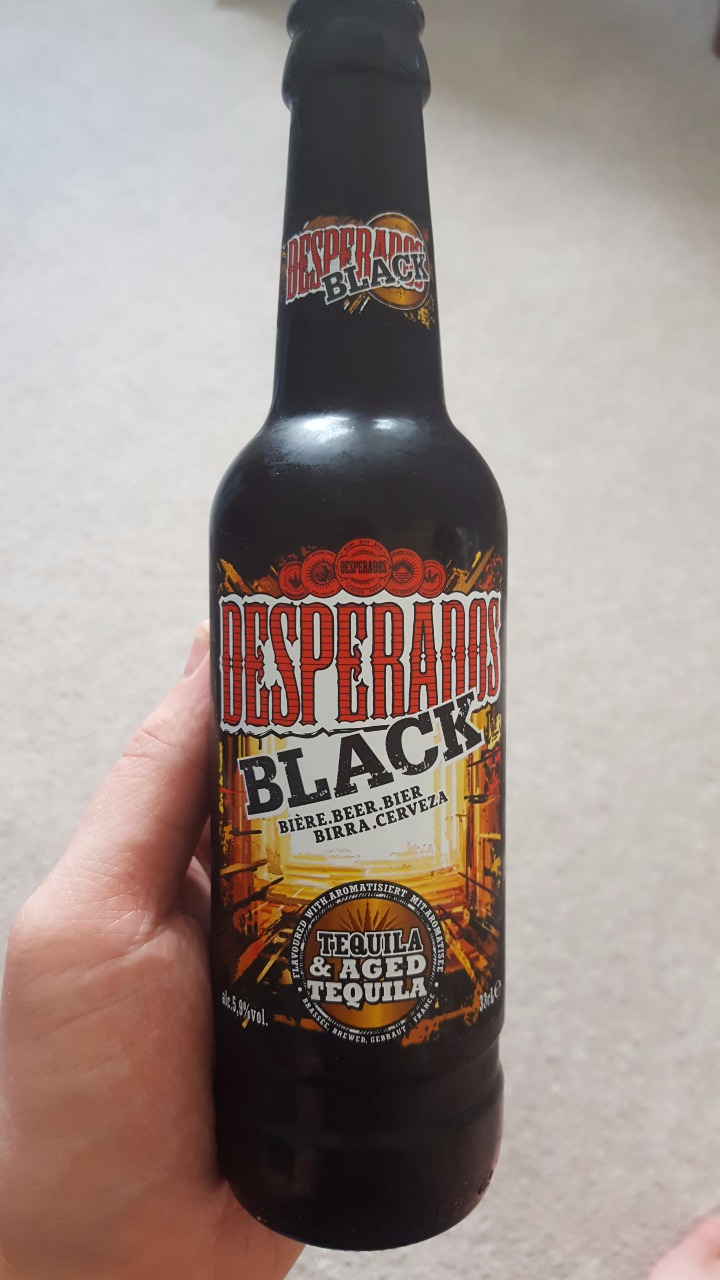 DESPERADOS
BLACK
DESPERADOS
DESPERADOS
BLACK
BIÈRE.BEER.BIER
BIRRA.CERVEZA
FLAVOURED WITH.AROMATISIERT MIT.AROMATISEE
TEQUILA
& AGED
TEQUILA
BRASSÉE, BREWED, GEBRAUT : FRANCE
alc.5,9%vol.
33cl e